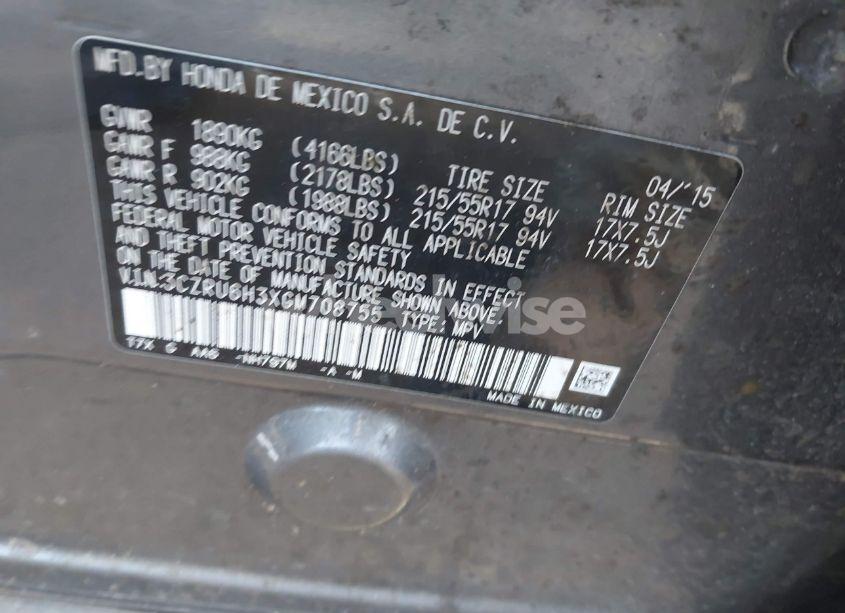 MFD.BY HONDA DE MEXICO S.A. DE C.V.
04/'15
GVWR 1890KG (4166LBS) TIRE SIZE RIM SIZE
GAWR F 988KG (2178LBS) 215/55R17 94V 17X7.5J
GAWR R 902KG (1988LBS) 215/55R17 94V 17X7.5J
THIS VEHICLE CONFORMS TO ALL APPLICABLE
FEDERAL MOTOR VEHICLE SAFETY
AND THEFT PREVENTION STANDARDS IN EFFECT
ON THE DATE OF MANUFACTURE SHOWN ABOVE.
V.I.N.:3CZRU6H3XGM708755 TYPE: MPV
T7X G AA6 -NH797M -A -M
MADE IN MEXICO